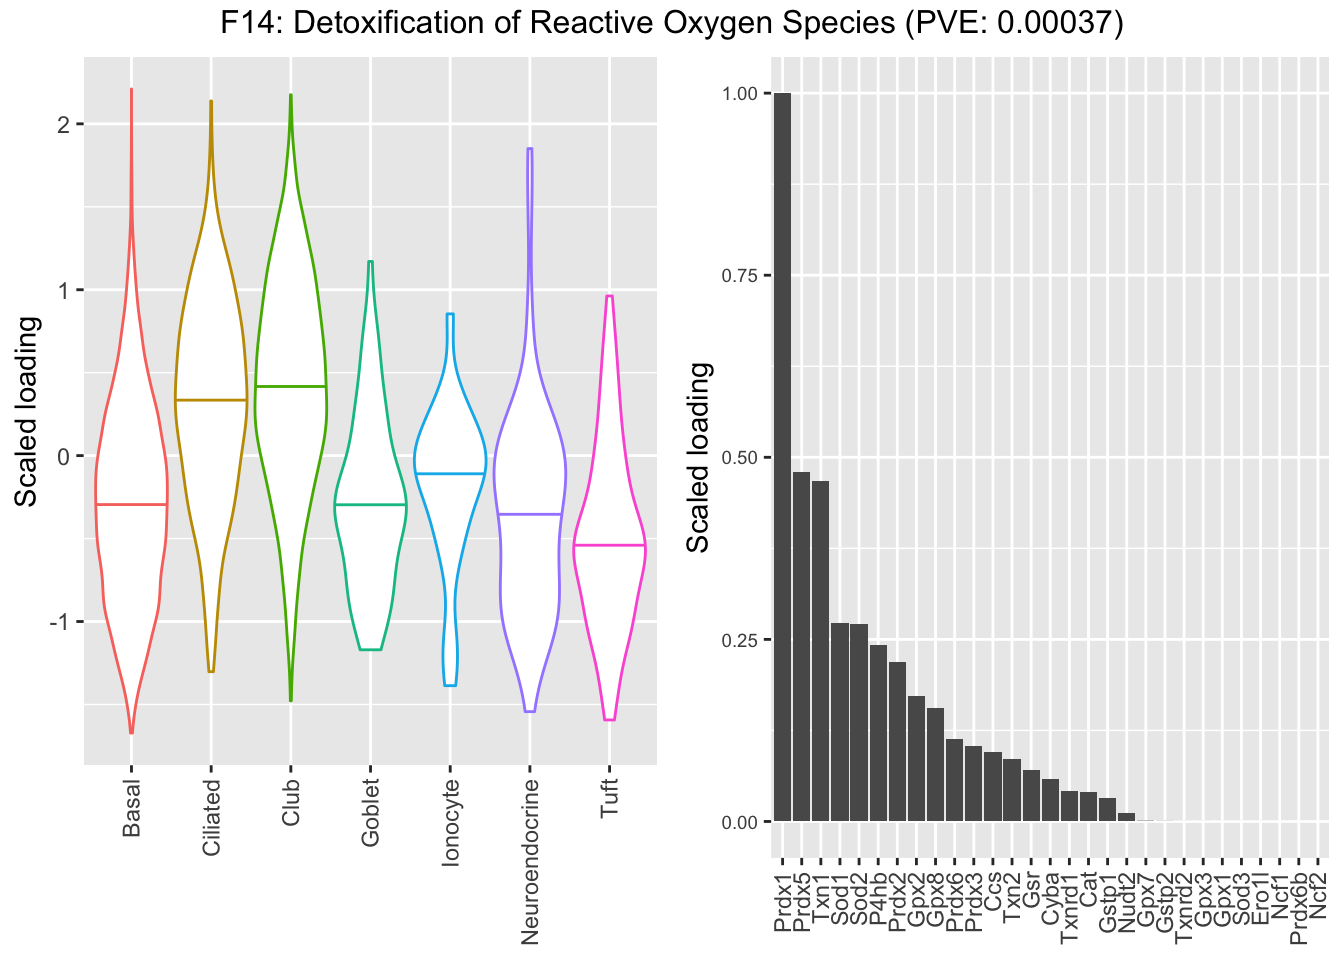 F14: Detoxification of Reactive Oxygen Species (PVE: 0.00037)
Scaled loading
2
1
0
-1
Basal
Ciliated
Club
Goblet
Ionocyte
Neuroendocrine
Tuft
Scaled loading
1.00
0.75
0.50
0.25
0.00
Prdx1
Prdx5
Txn1
Sod1
Sod2
P4hb
Prdx2
Gpx2
Gpx8
Prdx6
Prdx3
Ccs
Txn2
Gsr
Cyba
Txnrd1
Cat
Gstp1
Nudt2
Gpx7
Gstp2
Txnrd2
Gpx3
Gpx1
Sod3
Ero1l
Ncf1
Prdx6b
Ncf2